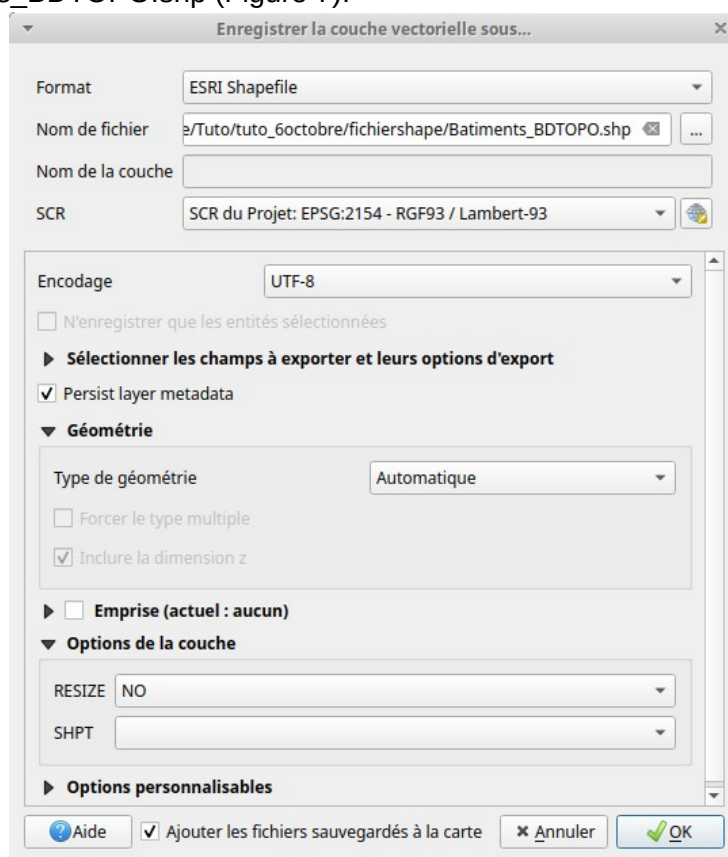 s_BDTOPO.shp (Figure 7).
Enregistrer la couche vectorielle sous...
Format ESRI Shapefile
Nom de fichier e/Tuto/tuto_6octobre/fichiershape/Batiments_BDTOPO.shp ...
Nom de la couche
SCR SCR du Projet: EPSG:2154 - RGF93 / Lambert-93
Encodage UTF-8
N'enregistrer que les entités sélectionnées
Sélectionner les champs à exporter et leurs options d'export
Persist layer metadata
Géométrie
Type de géométrie Automatique
Forcer le type multiple
Inclure la dimension z
Emprise (actuel : aucun)
Options de la couche
RESIZE NO
SHPT
Options personnalisables
Aide Ajouter les fichiers sauvegardés à la carte Annuler OK